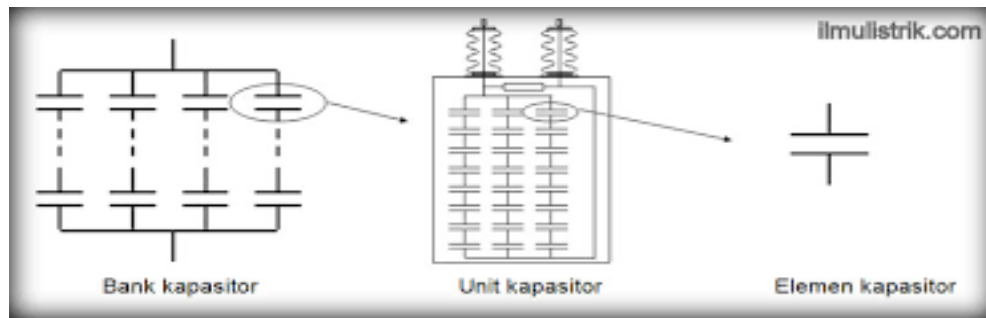 ilmulistrik.com
Bank kapasitor
Unit kapasitor
Elemen kapasitor